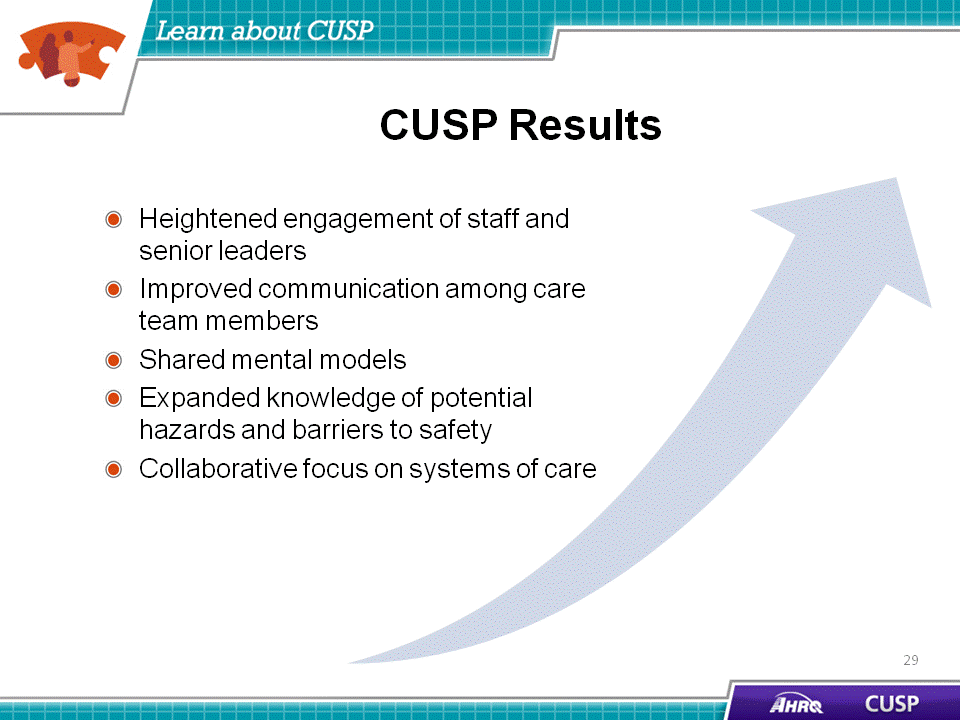 Learn about CUSP
CUSP Results
Heightened engagement of staff and
senior leaders
Improved communication among care
team members
Shared mental models
Expanded knowledge of potential
hazards and barriers to safety
Collaborative focus on systems of care
29
AHRQ CUSP